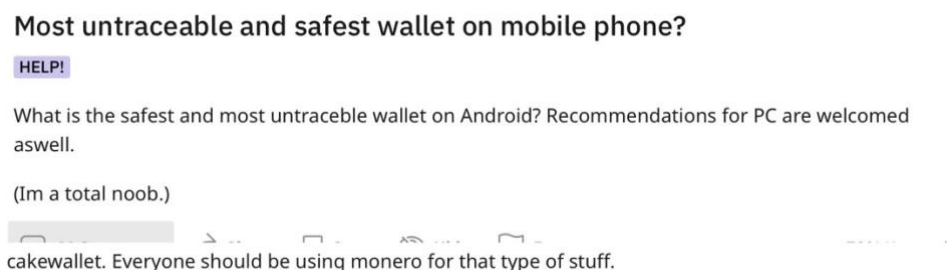 Most untraceable and safest wallet on mobile phone?
HELP!
What is the safest and most untraceble wallet on Android? Recommendations for PC are welcomed
aswell.
(Im a total noob.)
cakewallet. Everyone should be using monero for that type of stuff.